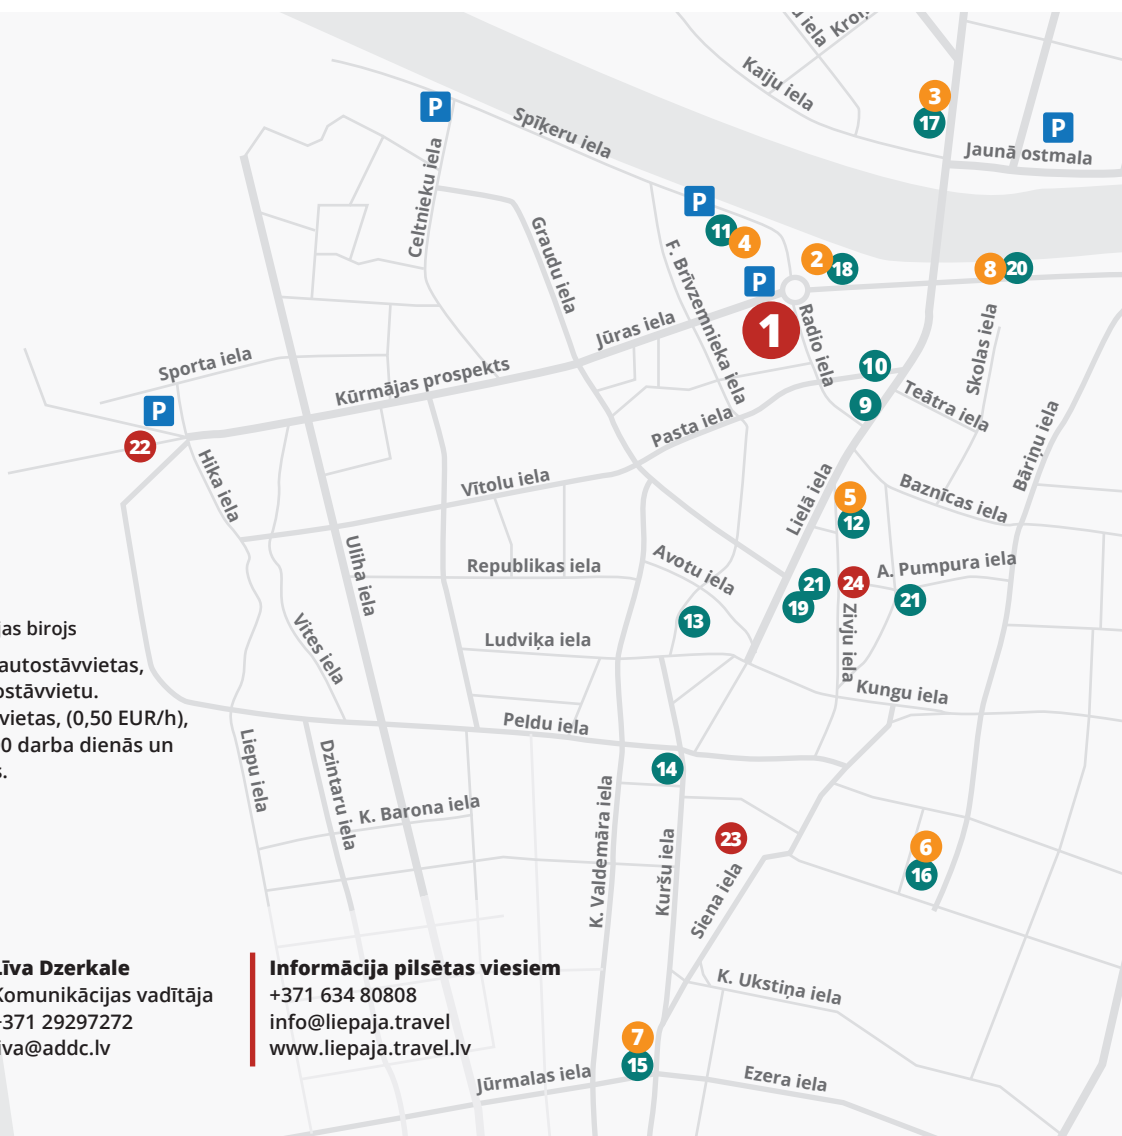 u iela
Kroņ
Kaiju iela
3
17
P
P
Jaunā ostmala
Spīķeru iela
Celtnieku iela
P
11
4
Graudu iela
F. Brīvzemnieka iela
2
18
8
20
P
1
Radio iela
Jūras iela
Skolas iela
Sporta iela
Kūrmājas prospekts
10
9
Teātra iela
P
22
Pasta iela
Bāriņu iela
Hika iela
Vītolu iela
Lielā iela
Baznīcas iela
5
12
Uliha iela
Republikas iela
Avotu iela
A. Pumpura iela
21
24
21
19
13
Zivju iela
Vites iela
Ludviķa iela
jas birojs
autostāvvietas,
ostāvvietu.
vietas, (0,50 EUR/h),
00 darba dienās un
s.
Kungu iela
Peldu iela
Liepu iela
Dzintaru iela
14
K. Barona iela
K. Valdemāra iela
Kuršu iela
23
Siena iela
6
16
Līva Dzerkale
Komunikācijas vadītāja
+371 29297272
liva@addc.lv
Informācija pilsētas viesiem
+371 634 80808
info@liepaja.travel
www.liepaja.travel.lv
K. Ukstiņa iela
7
15
Jūrmalas iela
Ezera iela